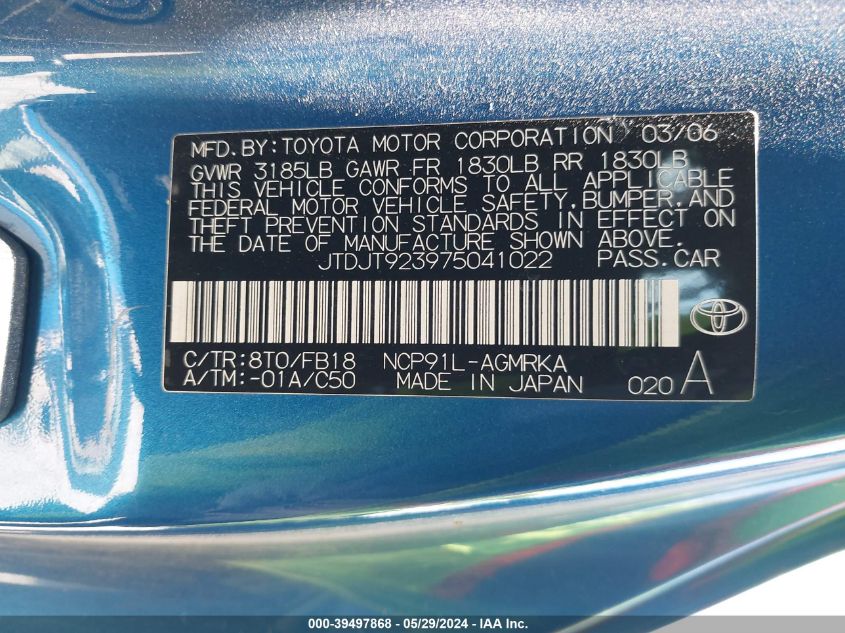 MFD.BY:TOYOTA MOTOR CORPORATION 03/06
GVWR 3185LB GAWR FR 1830LB RR 1830LB
THIS VEHICLE CONFORMS TO ALL APPLICABLE
FEDERAL MOTOR VEHICLE SAFETY,BUMPER,AND
THEFT PREVENTION STANDARDS IN EFFECT ON
THE DATE OF MANUFACTURE SHOWN ABOVE.
JTDJT923975041022 PASS.CAR
C/TR:8T0/FB18 NCP91L-AGMRKA
A/TM:-01A/C50 MADE IN JAPAN 020 A
000-39497868 - 05/29/2024 - IAAI.COM